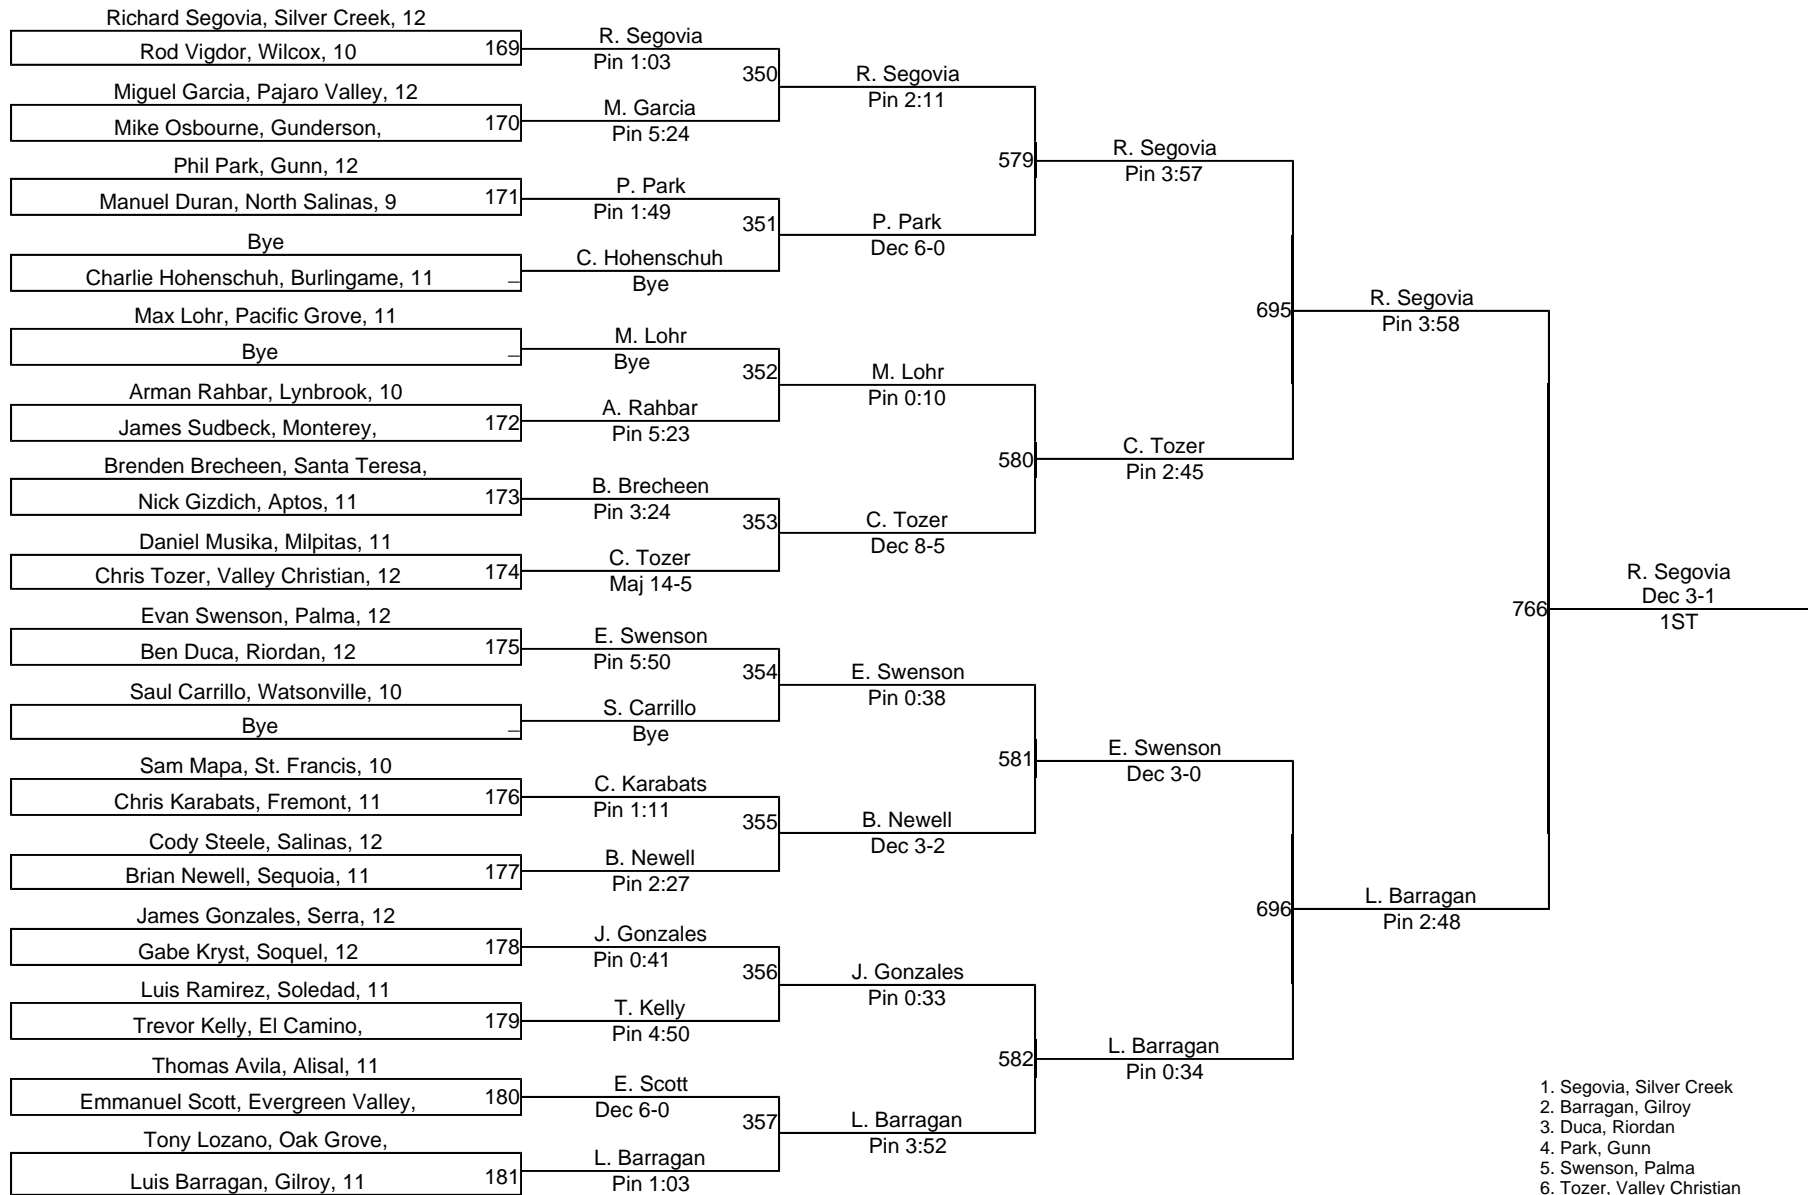 Richard Segovia, Silver Creek, 12
Rod Vigdor, Wilcox, 10
169
Miguel Garcia, Pajaro Valley, 12
Mike Osbourne, Gunderson,
170
Phil Park, Gunn, 12
Manuel Duran, North Salinas, 9
171
Bye
Charlie Hohenschuh, Burlingame, 11
_
Max Lohr, Pacific Grove, 11
Bye
_
Arman Rahbar, Lynbrook, 10
James Sudbeck, Monterey,
172
Brenden Brecheen, Santa Teresa,
Nick Gizdich, Aptos, 11
173
Daniel Musika, Milpitas, 11
Chris Tozer, Valley Christian, 12
174
Evan Swenson, Palma, 12
Ben Duca, Riordan, 12
175
Saul Carrillo, Watsonville, 10
Bye
_
Sam Mapa, St. Francis, 10
Chris Karabats, Fremont, 11
176
Cody Steele, Salinas, 12
Brian Newell, Sequoia, 11
177
James Gonzales, Serra, 12
Gabe Kryst, Soquel, 12
178
Luis Ramirez, Soledad, 11
Trevor Kelly, El Camino,
179
Thomas Avila, Alisal, 11
Emmanuel Scott, Evergreen Valley,
180
Tony Lozano, Oak Grove,
Luis Barragan, Gilroy, 11
181
R. Segovia
Pin 1:03
350
M. Garcia
Pin 5:24
P. Park
Pin 1:49
351
C. Hohenschuh
Bye
M. Lohr
Bye
352
A. Rahbar
Pin 5:23
B. Brecheen
Pin 3:24
353
C. Tozer
Maj 14-5
E. Swenson
Pin 5:50
354
S. Carrillo
Bye
C. Karabats
Pin 1:11
355
B. Newell
Pin 2:27
J. Gonzales
Pin 0:41
356
T. Kelly
Pin 4:50
E. Scott
Dec 6-0
357
L. Barragan
Pin 1:03
R. Segovia
Pin 2:11
579
P. Park
Dec 6-0
M. Lohr
Pin 0:10
580
C. Tozer
Dec 8-5
E. Swenson
Pin 0:38
581
B. Newell
Dec 3-2
J. Gonzales
Pin 0:33
582
L. Barragan
Pin 3:52
R. Segovia
Pin 3:57
695
C. Tozer
Pin 2:45
E. Swenson
Dec 3-0
696
L. Barragan
Pin 0:34
R. Segovia
Pin 3:58
766
L. Barragan
Pin 2:48
R. Segovia
Dec 3-1
1ST
1. Segovia, Silver Creek
2. Barragan, Gilroy
3. Duca, Riordan
4. Park, Gunn
5. Swenson, Palma
6. Tozer, Valley Christian